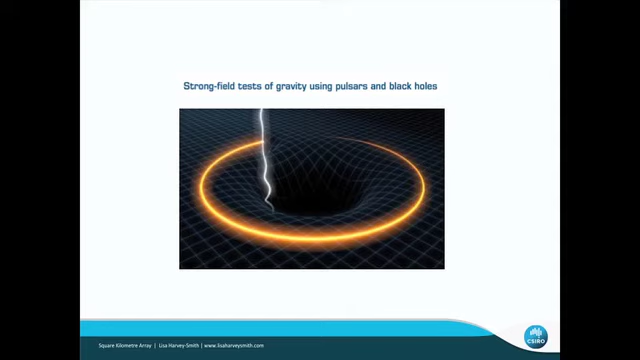 Strong-field tests of gravity using pulsars and black holes
Square Kilometre Array | Lisa Harvey-Smith | www.lisaharveysmith.com
CSIRO